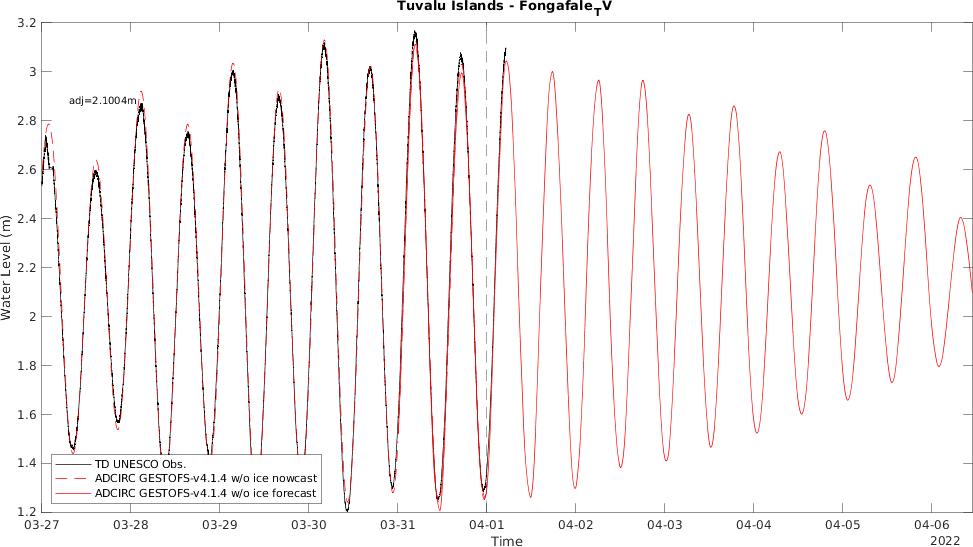 Tuvalu Islands - Fongafale_TV
3.2
3
2.8
2.6
2.4
2.2
2
1.8
1.6
1.4
1.2
Water Level (m)
adj=2.1004m
TD UNESCO Obs.
ADCIRC GESTOFS-v4.1.4 w/o ice nowcast
ADCIRC GESTOFS-v4.1.4 w/o ice forecast
03-27 03-28 03-29 03-30 03-31 04-01 04-02 04-03 04-04 04-05 04-06
Time
2022